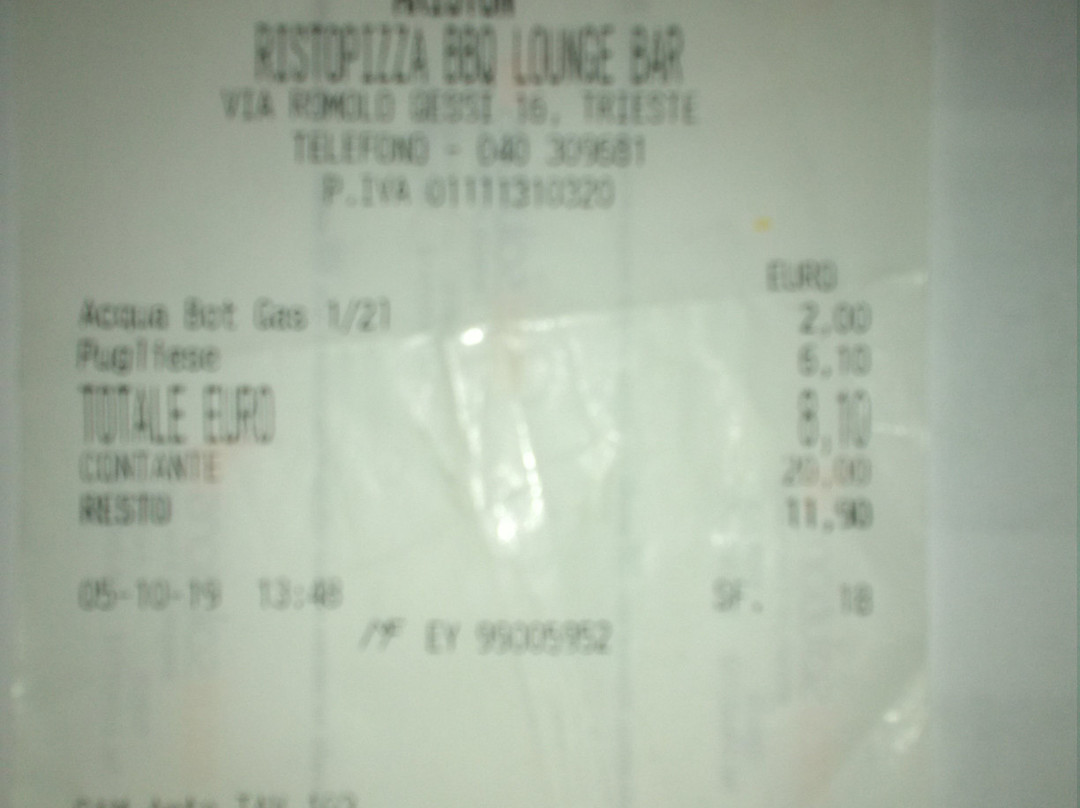 RISTOPIZZA BBQ LOUNGE BAR
VIA ROMOLO GESSI 16, TRIESTE
TELEFONO - 040 309681
P.IVA 01111310320
EURO
Acqua Bot Gas 1/2l 2,00
Pugliese 6,10
TOTALE EURO 8,10
CONTANTE 20,00
RESTO 11,90
05-10-19 13:48 SF. 18
/MF EY 99005952